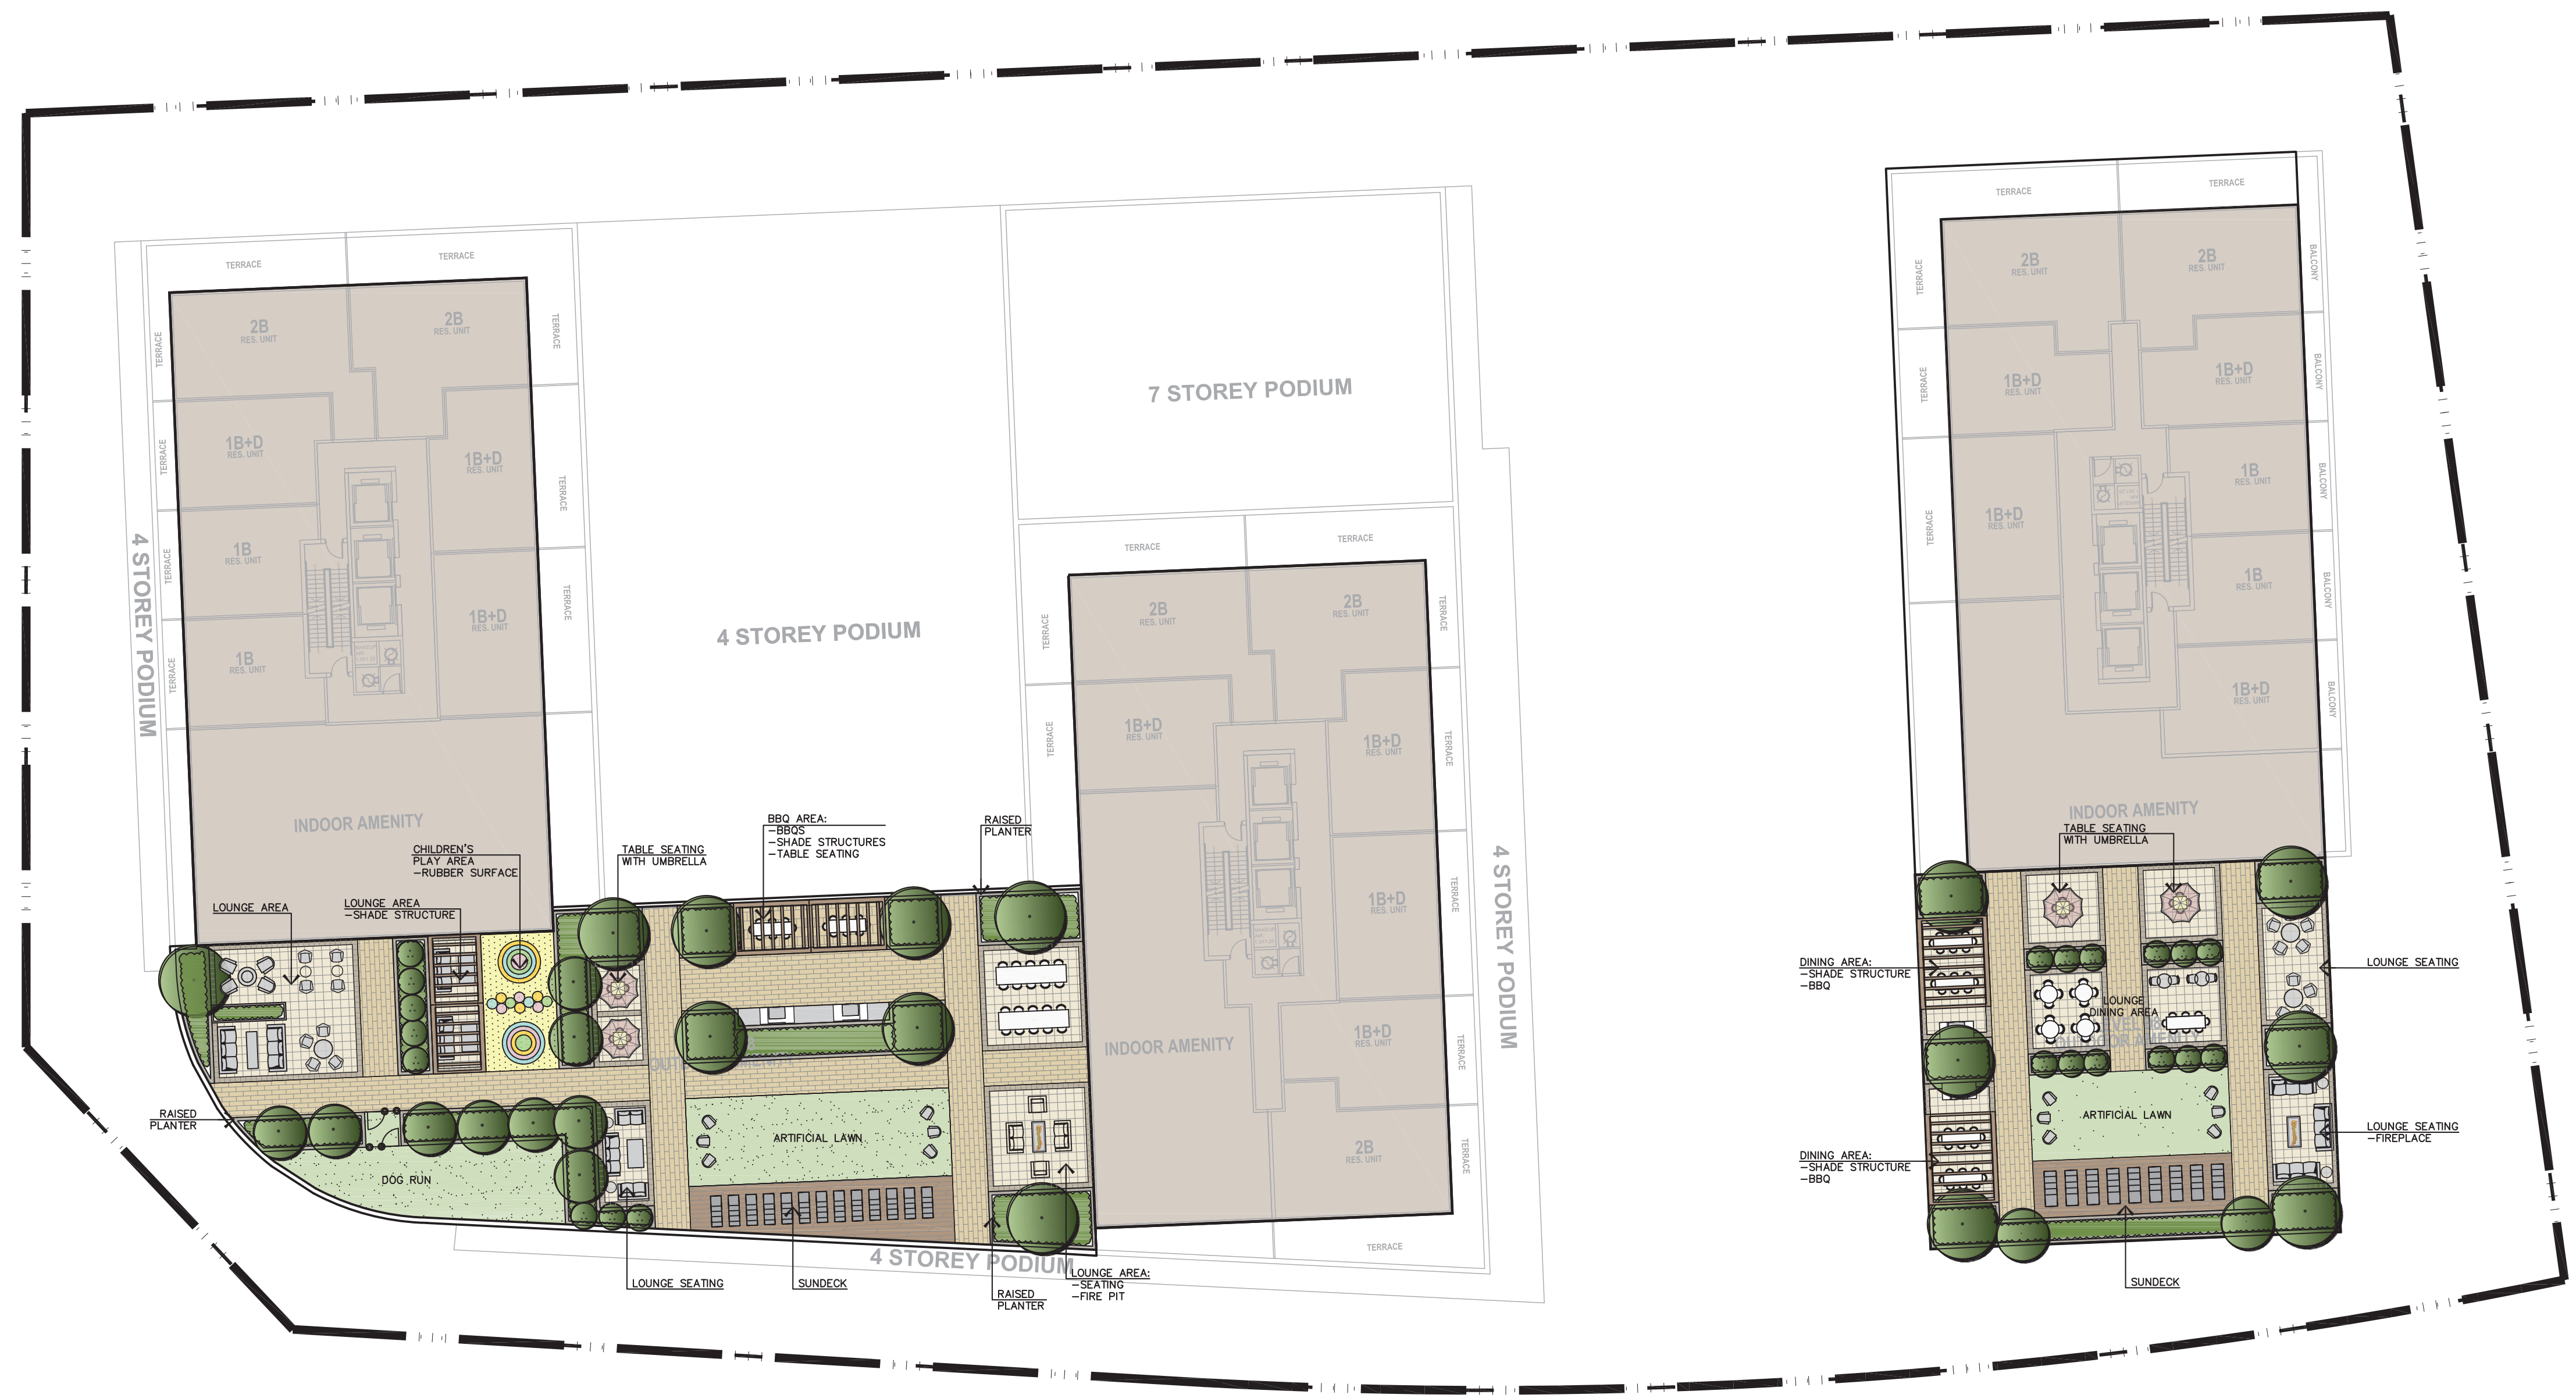 TERRACE
TERRACE
TERRACE
TERRACE
2B
RES. UNIT
2B
RES. UNIT
TERRACE
TERRACE
1B+D
RES. UNIT
1B+D
RES. UNIT
TERRACE
TERRACE
1B
RES. UNIT
1B+D
RES. UNIT
TERRACE
TERRACE
1B
RES. UNIT
TERRACE
4 STOREY PODIUM
INDOOR AMENITY
4 STOREY PODIUM
7 STOREY PODIUM
TERRACE
TERRACE
2B
RES. UNIT
2B
RES. UNIT
TERRACE
TERRACE
1B+D
RES. UNIT
1B+D
RES. UNIT
TERRACE
TERRACE
1B+D
RES. UNIT
TERRACE
INDOOR AMENITY
1B+D
RES. UNIT
TERRACE
2B
RES. UNIT
TERRACE
TERRACE
4 STOREY PODIUM
4 STOREY PODIUM
TERRACE
2B
RES. UNIT
2B
RES. UNIT
BALCONY
TERRACE
1B+D
RES. UNIT
1B+D
RES. UNIT
BALCONY
TERRACE
1B+D
RES. UNIT
1B
RES. UNIT
BALCONY
1B
RES. UNIT
BALCONY
1B+D
RES. UNIT
BALCONY
INDOOR AMENITY
LOUNGE AREA
LOUNGE AREA
-SHADE STRUCTURE
CHILDREN'S
PLAY AREA
-RUBBER SURFACE
TABLE SEATING
WITH UMBRELLA
BBQ AREA:
-BBQS
-SHADE STRUCTURES
-TABLE SEATING
RAISED
PLANTER
RAISED
PLANTER
DOG RUN
ARTIFICIAL LAWN
LOUNGE SEATING
SUNDECK
RAISED
PLANTER
LOUNGE AREA:
-SEATING
-FIRE PIT
TABLE SEATING
WITH UMBRELLA
DINING AREA:
-SHADE STRUCTURE
-BBQ
LOUNGE SEATING
LOUNGE
DINING AREA
ARTIFICIAL LAWN
DINING AREA:
-SHADE STRUCTURE
-BBQ
LOUNGE SEATING
-FIREPLACE
SUNDECK